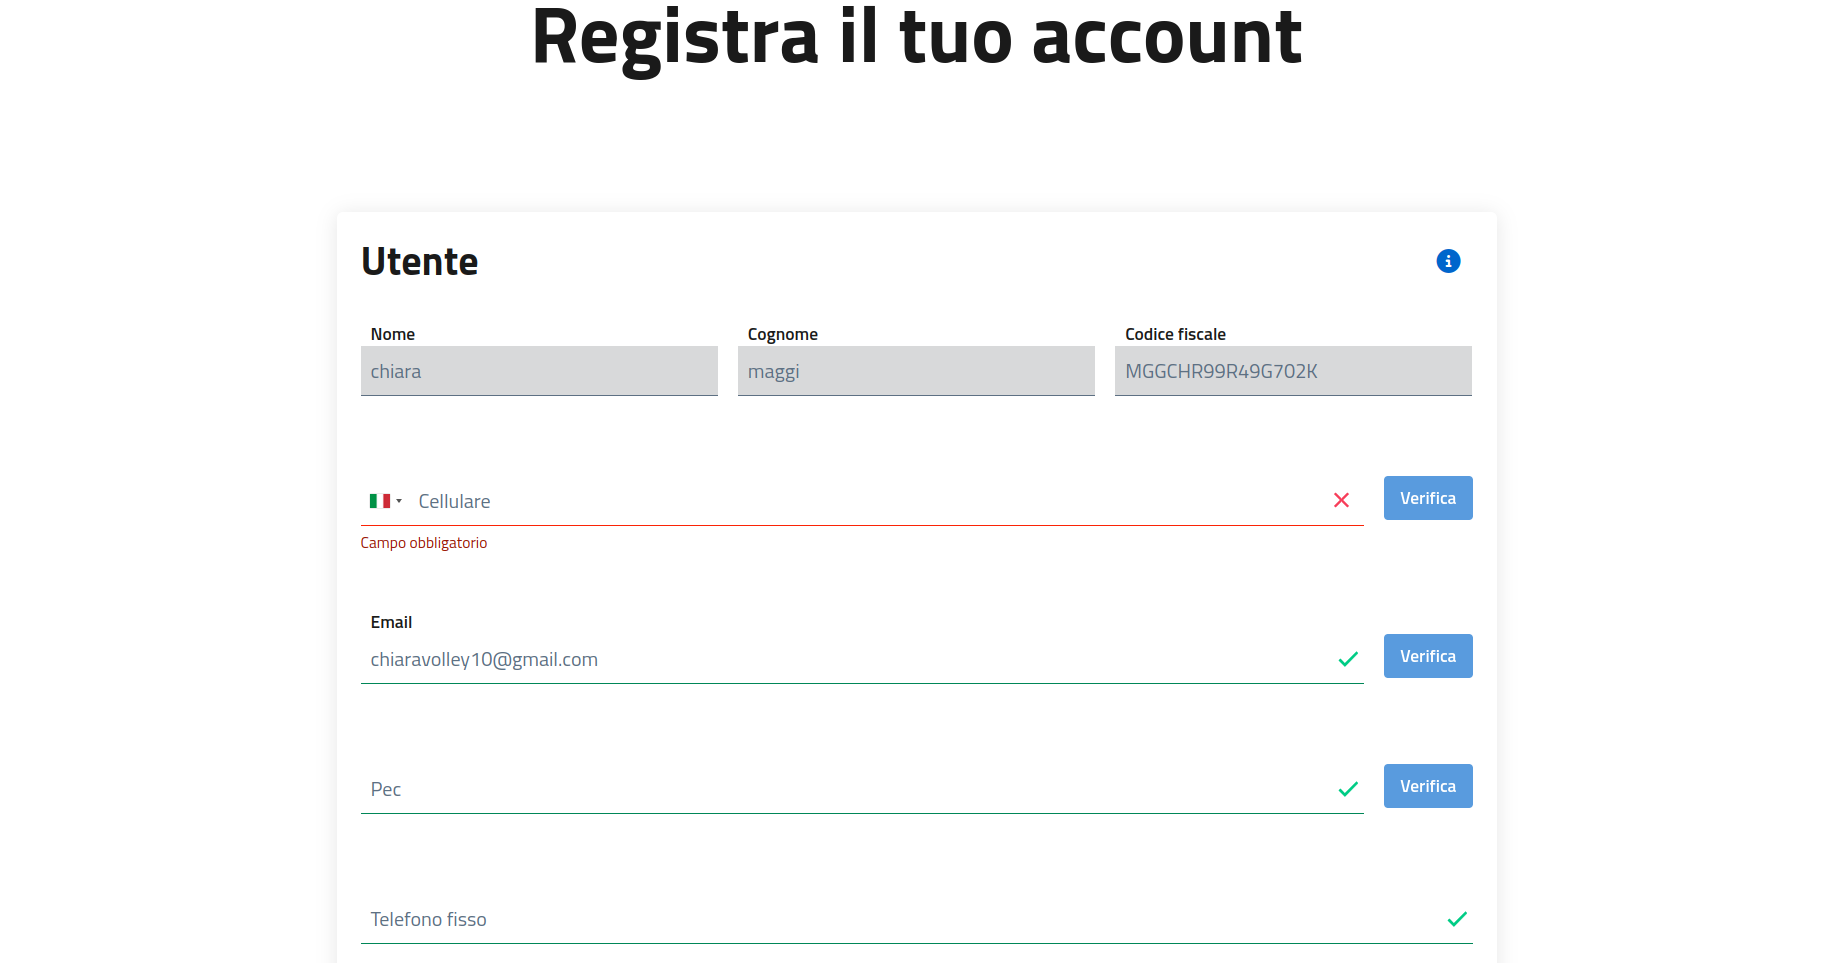 Registra il tuo account
Utente
Nome Cognome Codice fiscale
chiara maggi MGGCHR99R49G702K
Cellulare Verifica
Campo obbligatorio
Email
chiaravolley10@gmail.com Verifica
Pec Verifica
Telefono fisso